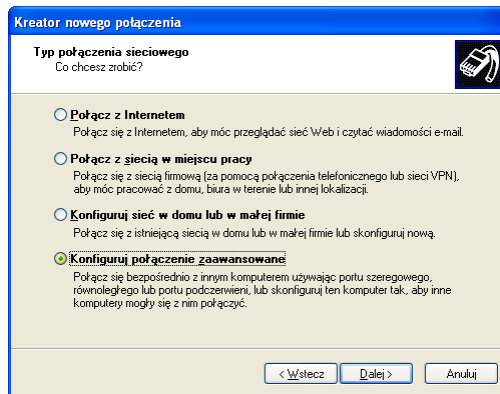 Kreator nowego połączenia
Typ połączenia sieciowego
Co chcesz zrobić?
Połącz z Internetem
Połącz się z Internetem, aby móc przeglądać sieć Web i czytać wiadomości e-mail.
Połącz z siecią w miejscu pracy
Połącz się z siecią firmową (za pomocą połączenia telefonicznego lub sieci VPN),
aby móc pracować z domu, biura w terenie lub innej lokalizacji.
Konfiguruj sieć w domu lub w małej firmie
Połącz się z istniejącą siecią w domu lub w małej firmie lub skonfiguruj nową.
Konfiguruj połączenie zaawansowane
Połącz się bezpośrednio z innym komputerem używając portu szeregowego,
równoległego lub portu podczerwieni, lub skonfiguruj ten komputer tak, aby inne
komputery mogły się z nim połączyć.
< Wstecz Dalej > Anuluj